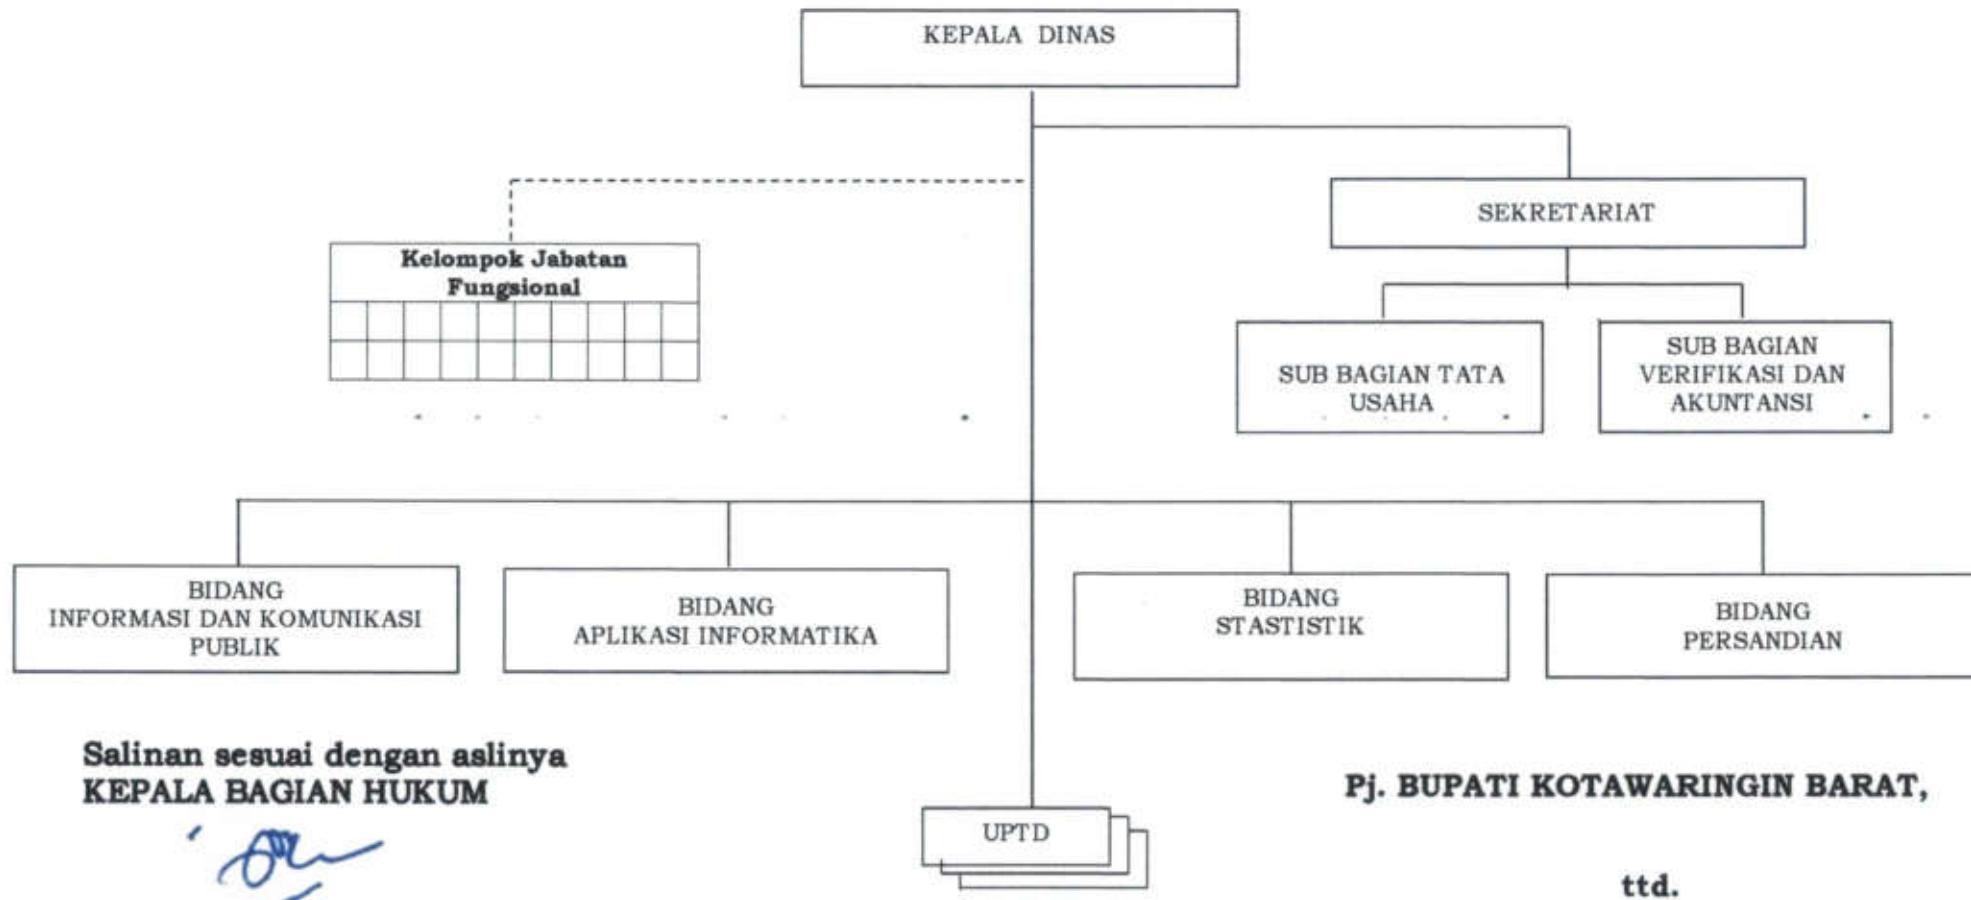 KEPALA DINAS
SEKRETARIAT
Kelompok Jabatan
Fungsional
SUB BAGIAN TATA
USAHA
SUB BAGIAN
VERIFIKASI DAN
AKUNTANSI
BIDANG
INFORMASI DAN KOMUNIKASI
PUBLIK
BIDANG
APLIKASI INFORMATIKA
BIDANG
STASTISTIK
BIDANG
PERSANDIAN
Salinan sesuai dengan aslinya
KEPALA BAGIAN HUKUM
UPTD
Pj. BUPATI KOTAWARINGIN BARAT,
ttd.